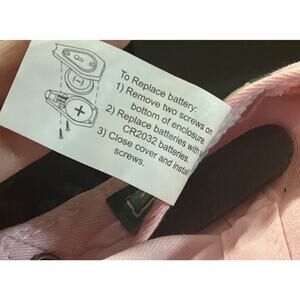 To Replace battery:
1) Remove two screws on
bottom of enclosure.
2) Replace batteries with
CR2032 batteries.
3) Close cover and install
screws.